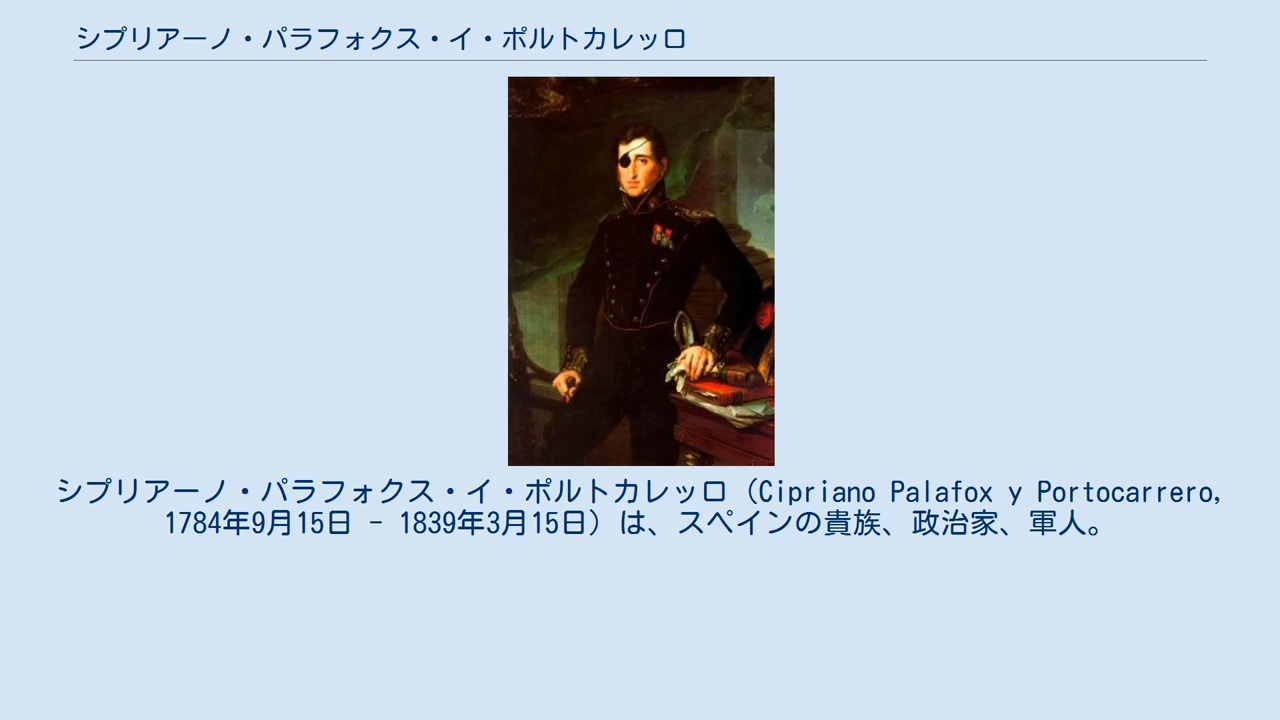 シプリアーノ・パラフォクス・イ・ポルトカレッロ
シプリアーノ・パラフォクス・イ・ポルトカレッロ（Cipriano Palafox y Portocarrero,
1784年9月15日 - 1839年3月15日）は、スペインの貴族、政治家、軍人。